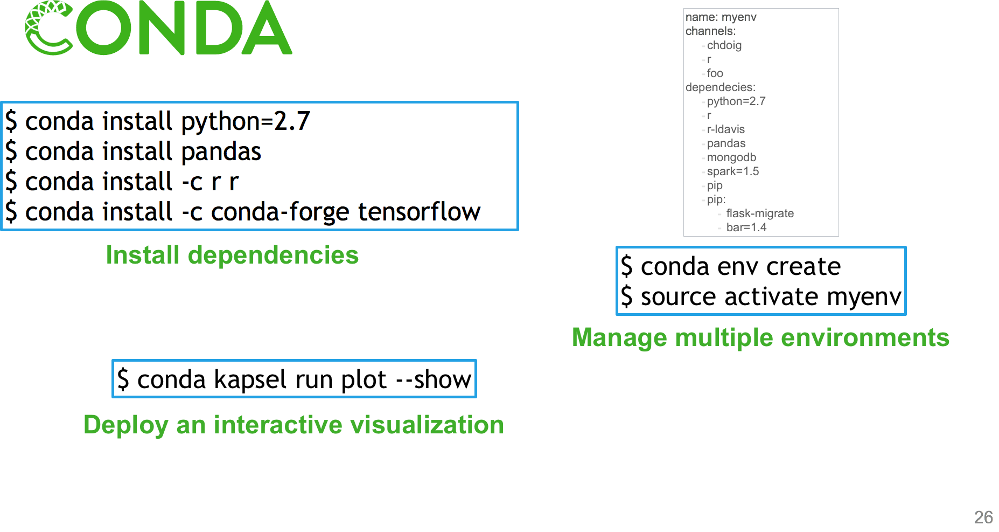 CONDA
$ conda install python=2.7
$ conda install pandas
$ conda install -c r r
$ conda install -c conda-forge tensorflow
Install dependencies
name: myenv
channels:
- chdoig
- r
- foo
dependecies:
- python=2.7
- r
- r-ldavis
- pandas
- mongodb
- spark=1.5
- pip
- pip:
- flask-migrate
- bar=1.4
$ conda env create
$ source activate myenv
Manage multiple environments
$ conda kapsel run plot --show
Deploy an interactive visualization
26